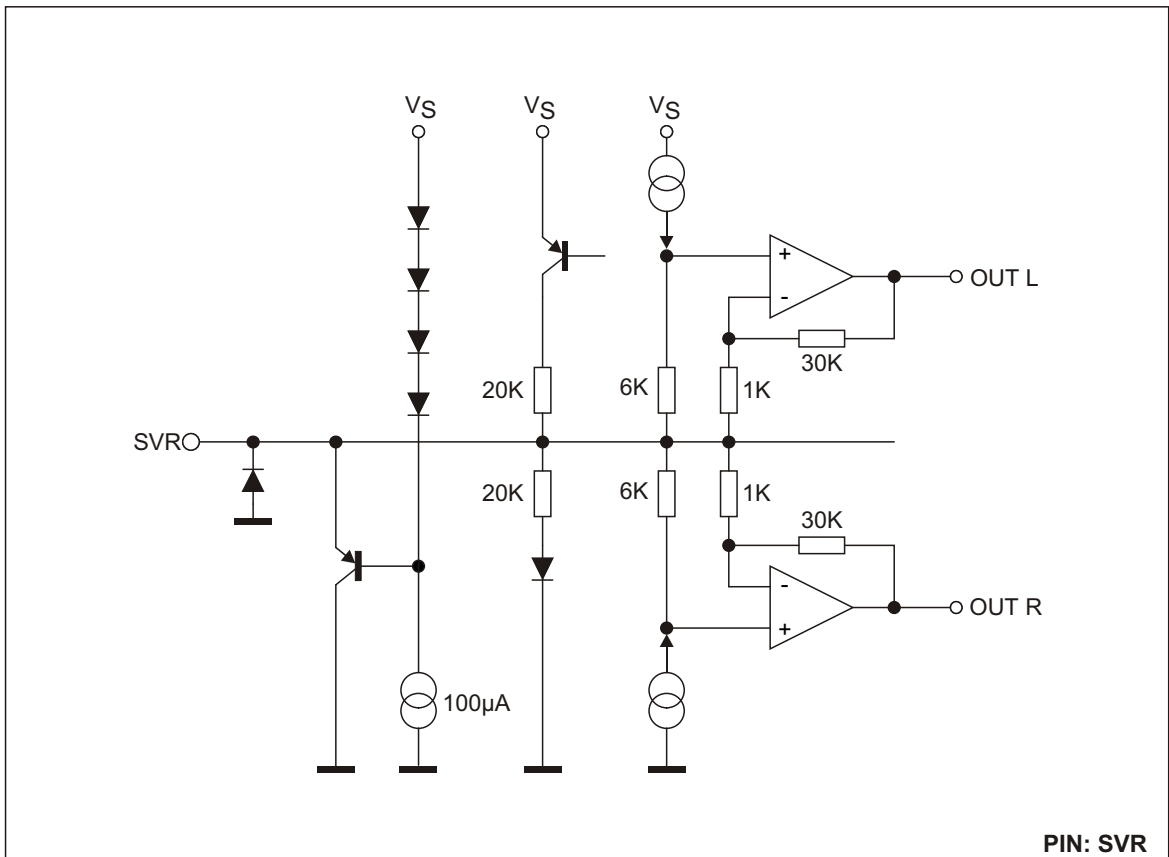 VS
VS
VS
OUT L
30K
20K
6K
1K
SVR
20K
6K
1K
30K
OUT R
100µA
+
-
-
+
PIN: SVR